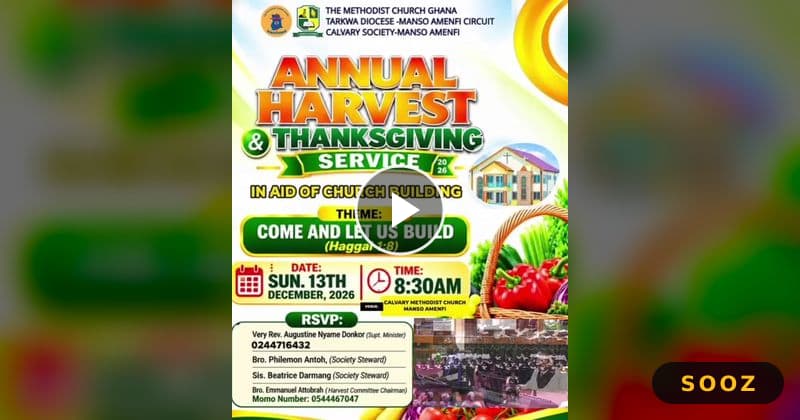 THE METHODIST CHURCH GHANA
TARKWA DIOCESE -MANSO AMENFI CIRCUIT
CALVARY SOCIETY-MANSO AMENFI
ANNUAL
HARVEST
& THANKSGIVING
SERVICE 2026
IN AID OF CHURCH BUILDING
THEME:
COME AND LET US BUILD
(Haggai 1:8)
DATE:
SUN. 13TH
DECEMBER, 2026
TIME:
8:30AM
VENUE:
CALVARY METHODIST CHURCH
MANSO AMENFI
RSVP:
Very Rev. Augustine Nyame Donkor (Supt. Minister)
0244716432
Bro. Philemon Antoh, (Society Steward)
Sis. Beatrice Darmang (Society Steward)
Bro. Emmanuel Attobrah (Harvest Committee Chairman)
Momo Number: 0544467047
SOOZ